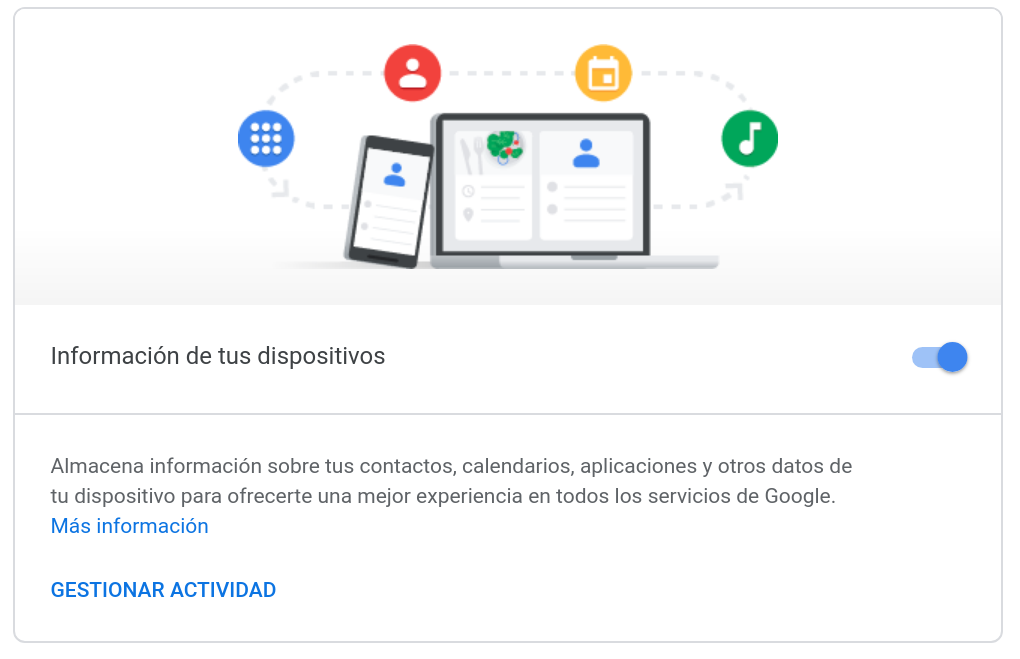 Información de tus dispositivos
Almacena información sobre tus contactos, calendarios, aplicaciones y otros datos de
tu dispositivo para ofrecerte una mejor experiencia en todos los servicios de Google.
Más información
GESTIONAR ACTIVIDAD